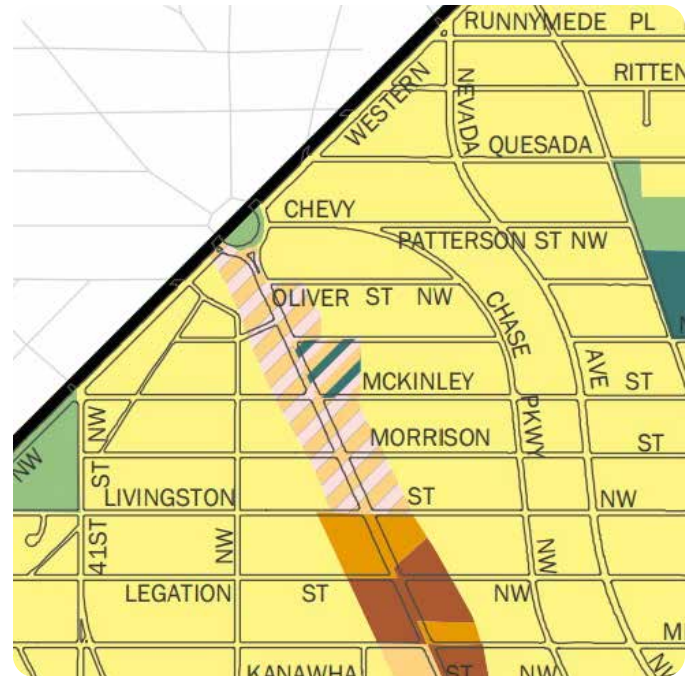 RUNNYMEDE PL
RITTEN
WESTERN
NEVADA
QUESADA
CHEVY
PATTERSON ST NW
OLIVER ST NW
CHASE
MCKINLEY
AVE
ST
NW
PKWY
MORRISON
ST
NW
ST
LIVINGSTON
ST
NW
41ST
NW
NW
LEGATION
ST
NW
M
KANAWHA
ST
NW
NW